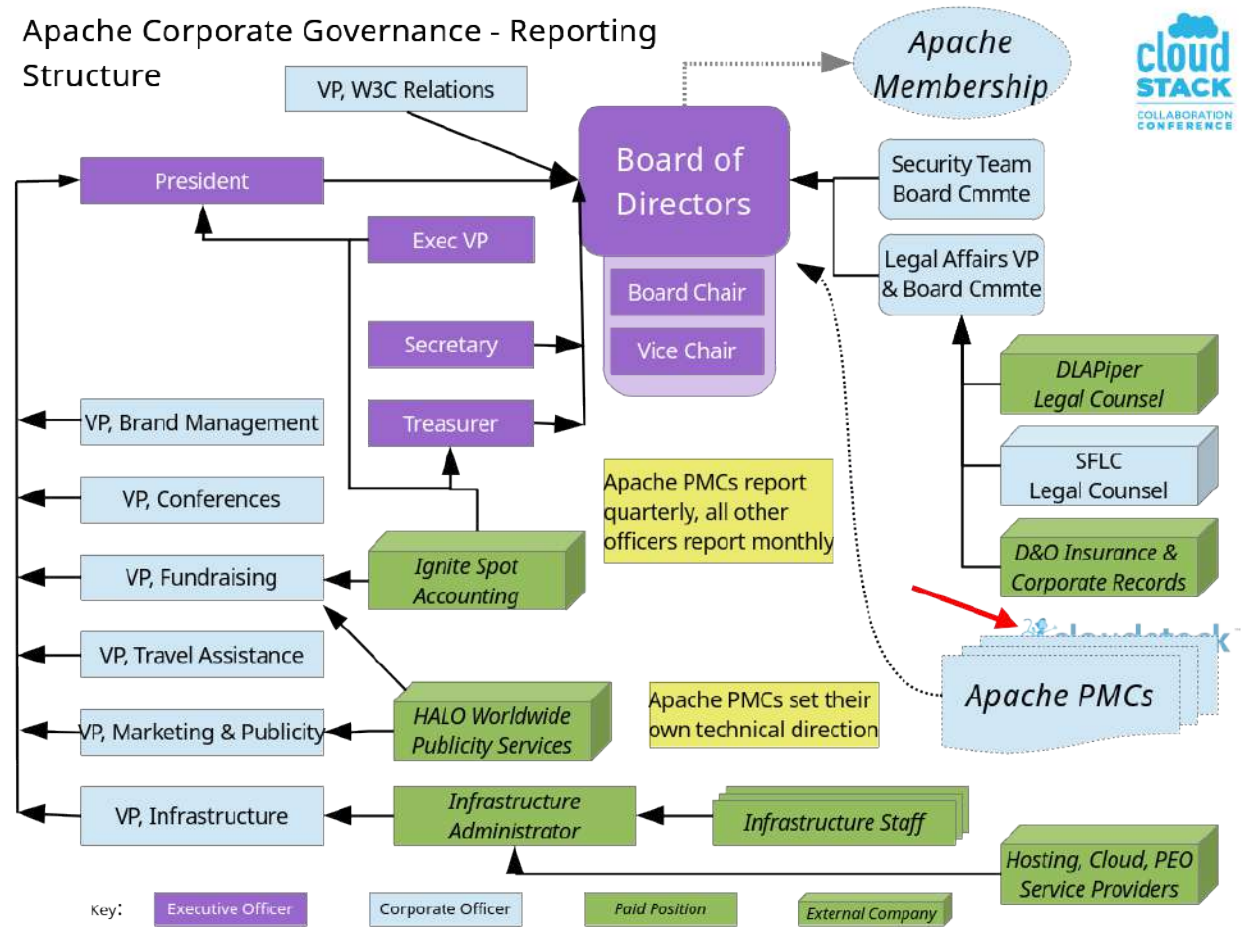 Apache Corporate Governance - Reporting
Structure
Apache
Membership
cloud
STACK
COLLABORATION
CONFERENCE
VP, W3C Relations
Board of
Directors
Security Team
Board Cmmte
President
Exec VP
Legal Affairs VP
& Board Cmmte
Board Chair
Secretary
Vice Chair
DLAPiper
Legal Counsel
VP, Brand Management
Treasurer
SFLC
Legal Counsel
VP, Conferences
Apache PMCs report
quarterly, all other
officers report monthly
VP, Fundraising
Ignite Spot
Accounting
D&O Insurance &
Corporate Records
cloudstack™
VP, Travel Assistance
Apache PMCs
Apache PMCs set their
own technical direction
VP, Marketing & Publicity
HALO Worldwide
Publicity Services
VP, Infrastructure
Infrastructure
Administrator
Infrastructure Staff
Hosting, Cloud, PEO
Service Providers
Key:
Executive Officer
Corporate Officer
Paid Position
External Company